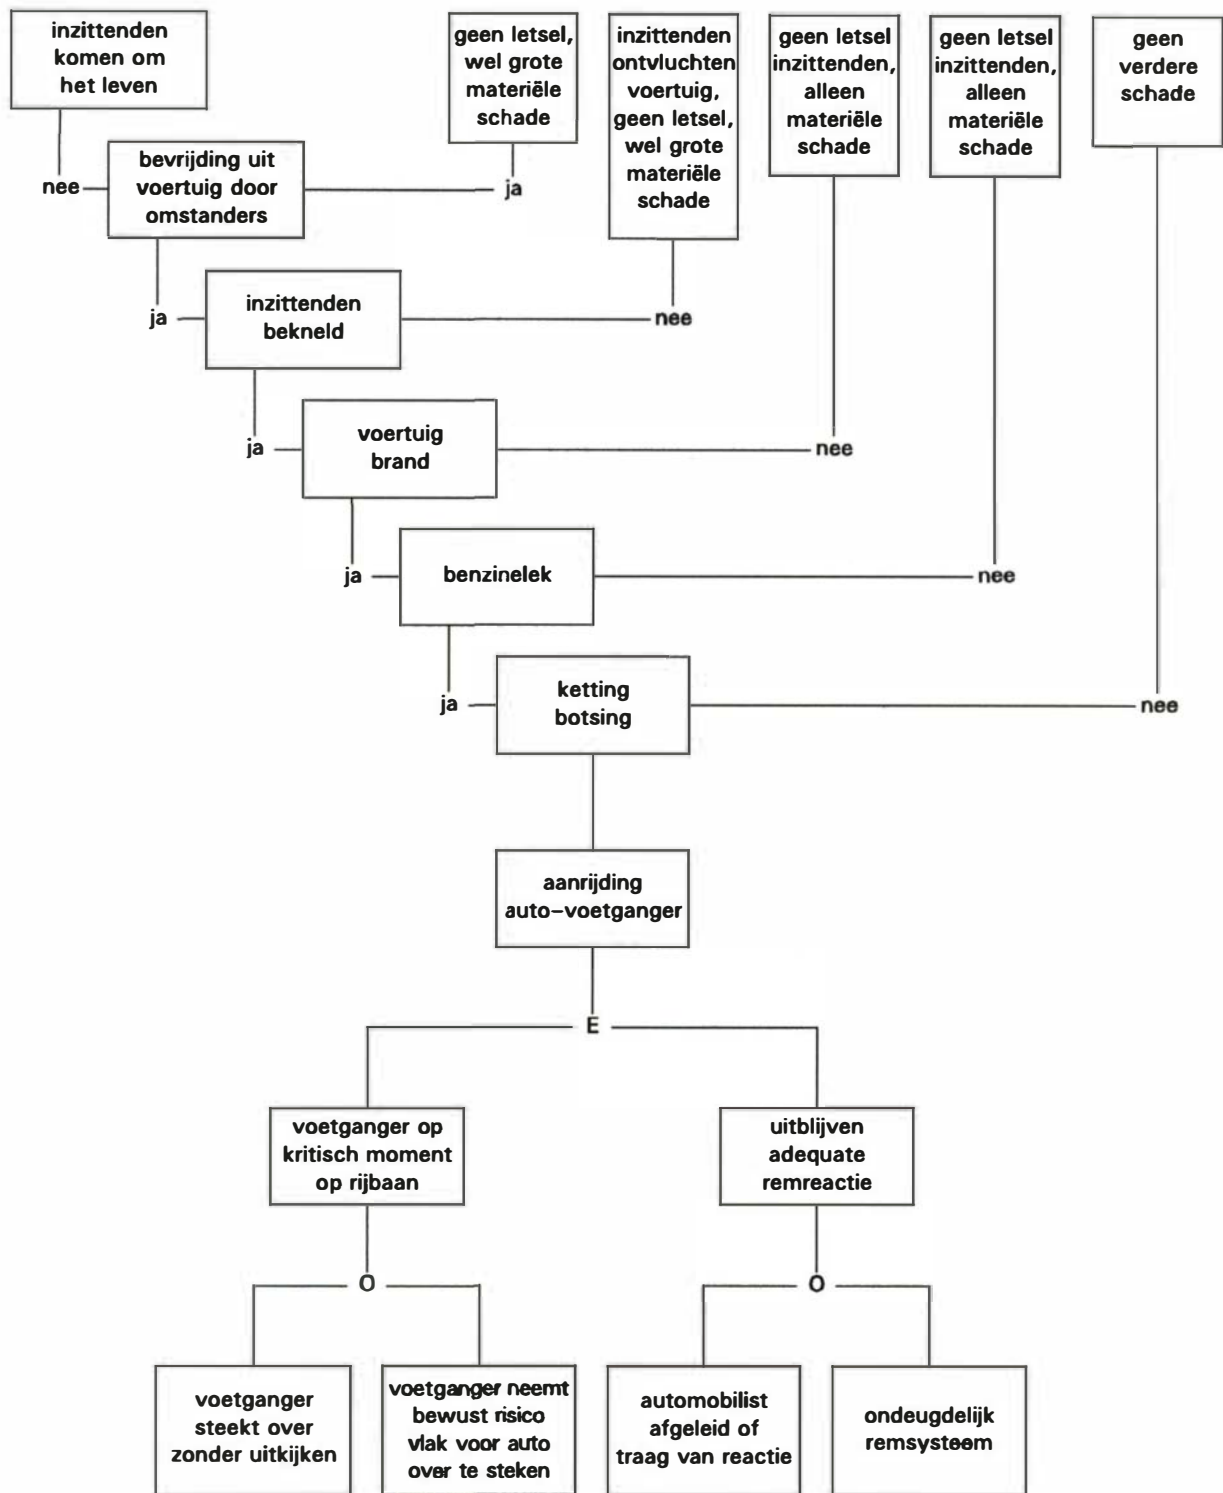 inzittenden
komen om
het leven
geen letsel,
wel grote
materiële
schade
inzittenden
ontvluchten
voertuig,
geen letsel,
wel grote
materiële
schade
geen letsel
inzittenden,
alleen
materiële
schade
geen letsel
inzittenden,
alleen
materiële
schade
geen
verdere
schade
nee
bevrijding uit
voertuig door
omstanders
ja
ja
inzittenden
bekneld
nee
ja
voertuig
brand
nee
ja
benzinelek
nee
ja
ketting
botsing
nee
aanrijding
auto–voetganger
E
voetganger op
kritisch moment
op rijbaan
uitblijven
adequate
remreactie
O
O
voetganger
steekt over
zonder uitkijken
voetganger neemt
bewust risico
vlak voor auto
over te steken
automobilist
afgeleid of
traag van reactie
ondeugdelijk
remsysteem